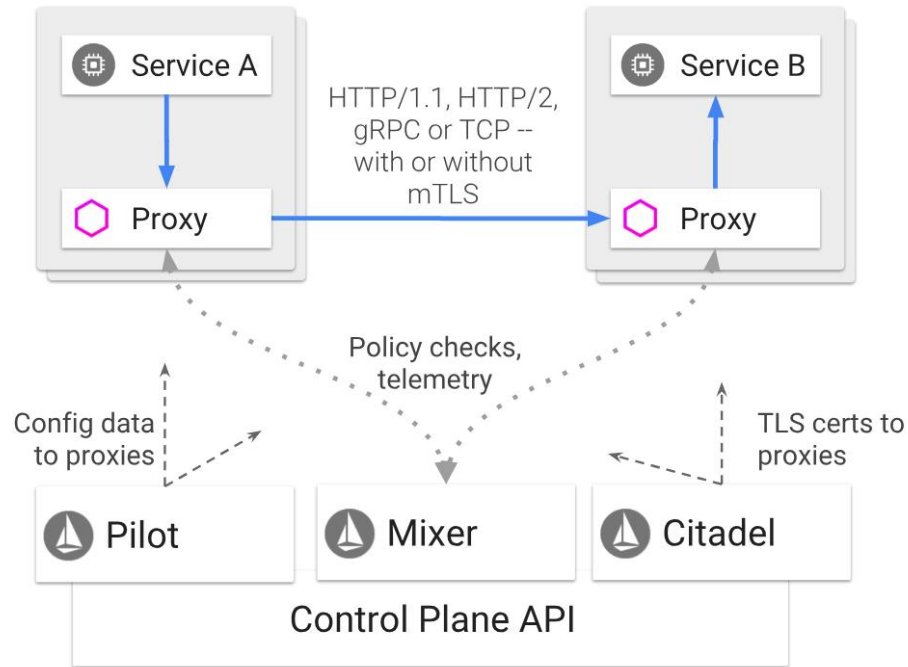 Service A
Service B
HTTP/1.1, HTTP/2,
gRPC or TCP --
with or without
mTLS
Proxy
Proxy
Policy checks,
telemetry
Config data
to proxies
TLS certs to
proxies
Pilot
Mixer
Citadel
Control Plane API